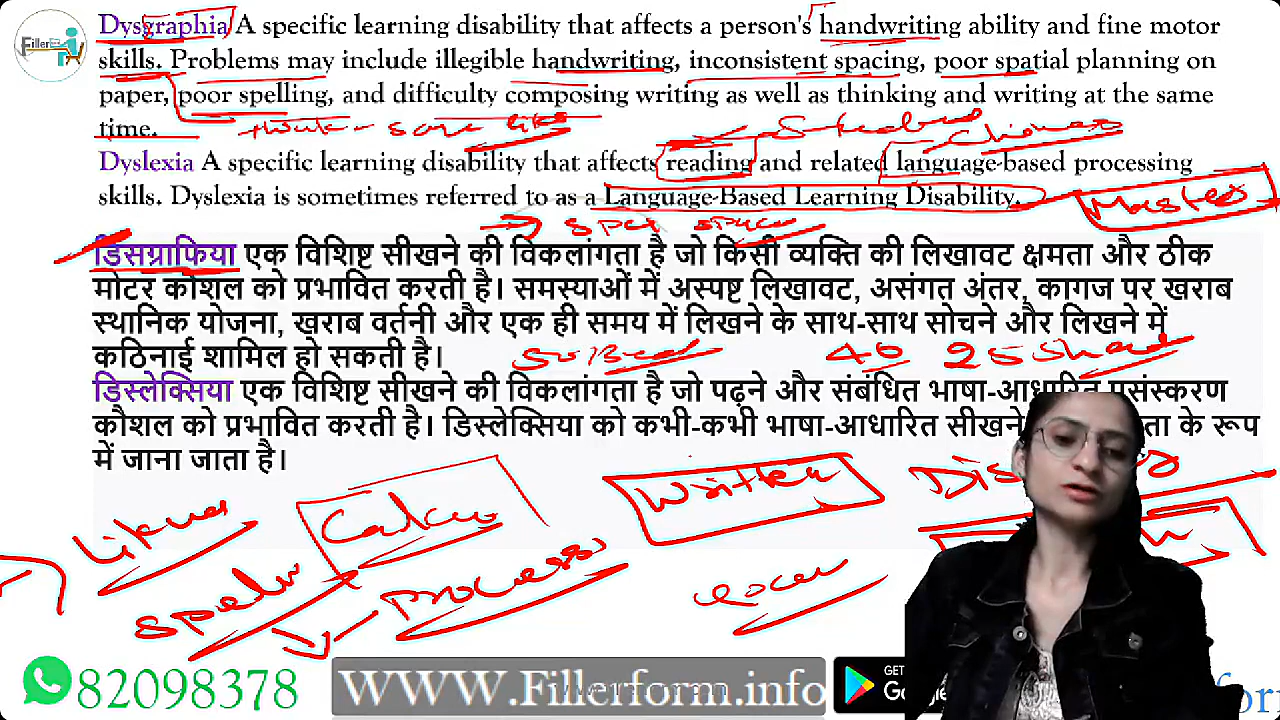 Filler
Dysgraphia A specific learning disability that affects a person's handwriting ability and fine motor
skills. Problems may include illegible handwriting, inconsistent spacing, poor spatial planning on
paper, poor spelling, and difficulty composing writing as well as thinking and writing at the same
time.
Dyslexia A specific learning disability that affects reading and related language-based processing
skills. Dyslexia is sometimes referred to as a Language-Based Learning Disability.
डिसग्राफिया एक विशिष्ट सीखने की विकलांगता है जो किसी व्यक्ति की लिखावट क्षमता और ठीक
मोटर कौशल को प्रभावित करती है। समस्याओं में अस्पष्ट लिखावट, असंगत अंतर, कागज पर खराब
स्थानिक योजना, खराब वर्तनी और एक ही समय में लिखने के साथ-साथ सोचने और लिखने में
कठिनाई शामिल हो सकती है।
40 25
डिस्लेक्सिया एक विशिष्ट सीखने की विकलांगता है जो पढ़ने और संबंधित भाषा-आधारित प्रसंस्करण
कौशल को प्रभावित करती है। डिस्लेक्सिया को कभी-कभी भाषा-आधारित सीखने के रूप
में जाना जाता है।
Written
Process
82098378
WWW.Fillerform.info
GET